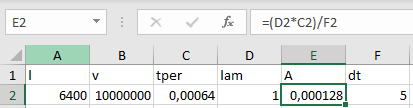 E2 fx =(D2*C2)/F2
A B C D E F
1 l v tper lam A dt
2 6400 10000000 0,00064 1 0,000128 5